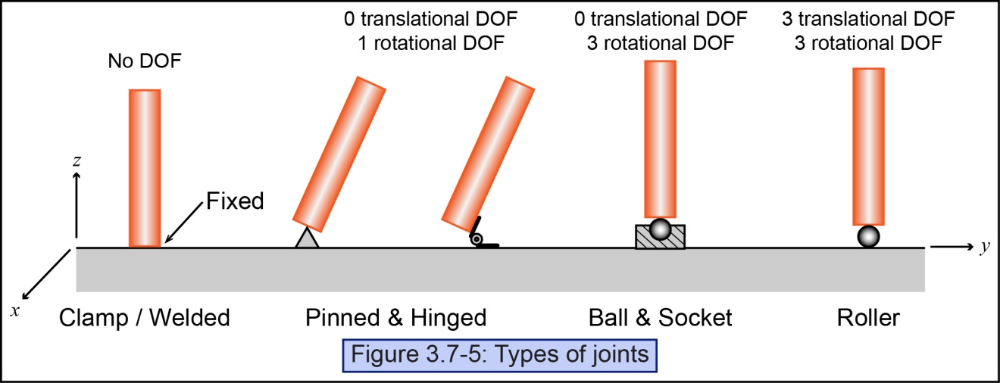 0 translational DOF
1 rotational DOF
0 translational DOF
3 rotational DOF
3 translational DOF
3 rotational DOF
No DOF
z
Fixed
y
x
Clamp / Welded
Pinned & Hinged
Ball & Socket
Roller
Figure 3.7-5: Types of joints